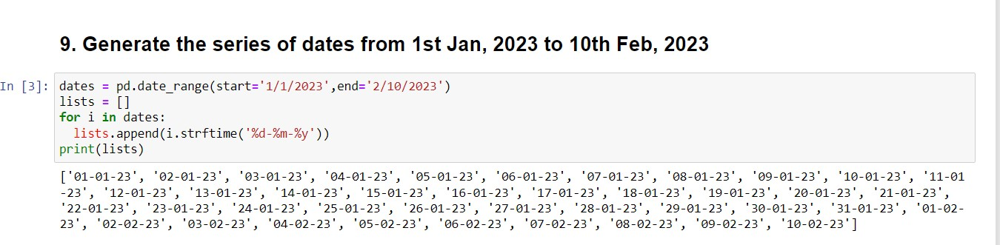 9. Generate the series of dates from 1st Jan, 2023 to 10th Feb, 2023
In [3]: dates = pd.date_range(start='1/1/2023',end='2/10/2023')
lists = []
for i in dates:
  lists.append(i.strftime('%d-%m-%y'))
print(lists)
['01-01-23', '02-01-23', '03-01-23', '04-01-23', '05-01-23', '06-01-23', '07-01-23', '08-01-23', '09-01-23', '10-01-23', '11-01
-23', '12-01-23', '13-01-23', '14-01-23', '15-01-23', '16-01-23', '17-01-23', '18-01-23', '19-01-23', '20-01-23', '21-01-23',
'22-01-23', '23-01-23', '24-01-23', '25-01-23', '26-01-23', '27-01-23', '28-01-23', '29-01-23', '30-01-23', '31-01-23', '01-02-
23', '02-02-23', '03-02-23', '04-02-23', '05-02-23', '06-02-23', '07-02-23', '08-02-23', '09-02-23', '10-02-23']